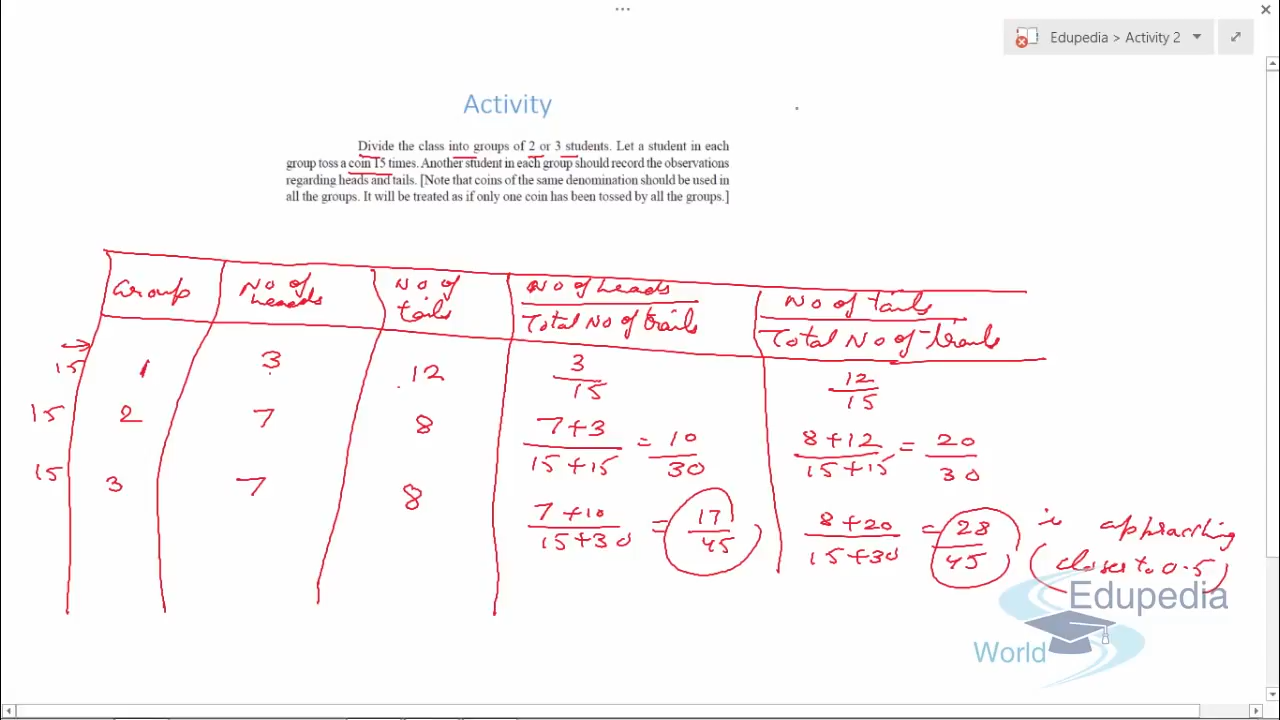 Edupedia > Activity 2
Activity
Divide the class into groups of 2 or 3 students. Let a student in each
group toss a coin 15 times. Another student in each group should record the observations
regarding heads and tails. [Note that coins of the same denomination should be used in
all the groups. It will be treated as if only one coin has been tossed by all the groups.]
Group No of heads No of tails No of heads / Total No of trails No of tails / Total No of trails
15 1 3 12 3/15 12/15
15 2 7 8 7+3/15+15 = 10/30 8+12/15+15 = 20/30
15 3 7 8 7+10/15+30 = 17/45 8+20/15+30 = 28/45 is approaching
(closer to 0.5)
Edupedia
World